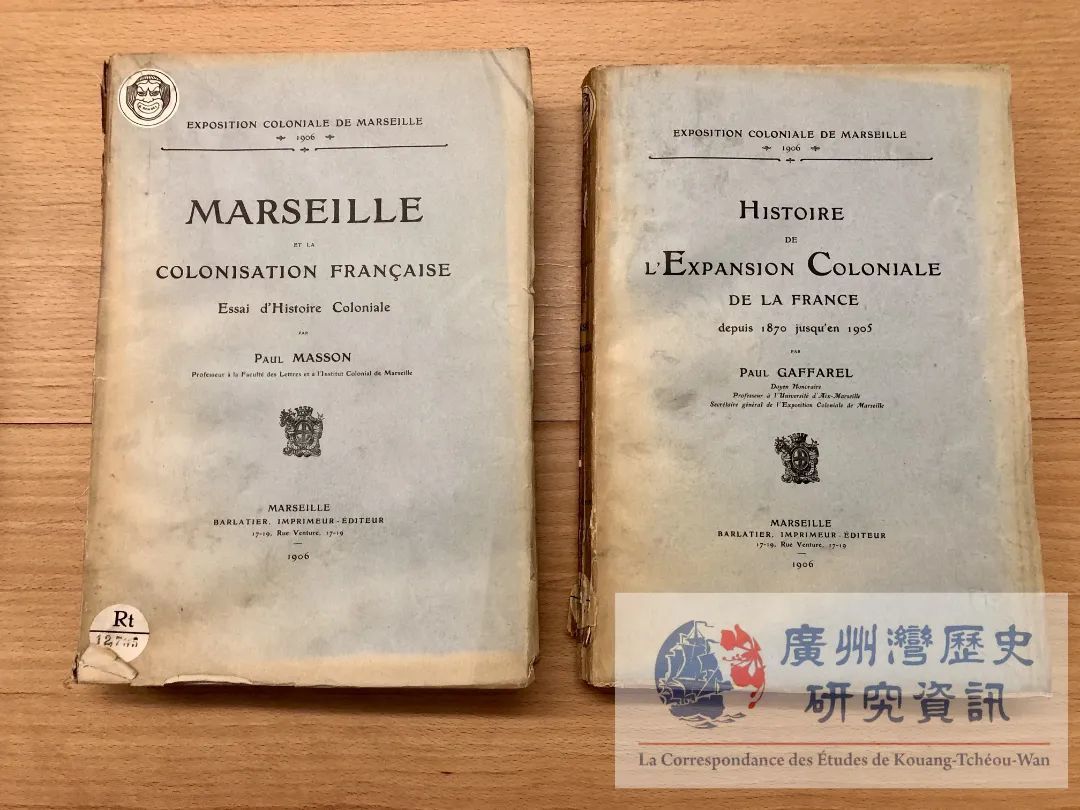 EXPOSITION COLONIALE DE MARSEILLE
1906
MARSEILLE
ET LA
COLONISATION FRANÇAISE
Essai d'Histoire Coloniale
PAR
PAUL MASSON
Professeur à la Faculté des Lettres et à l'Institut Colonial de Marseille
MARSEILLE
BARLATIER, IMPRIMEUR-ÉDITEUR
17-19, Rue Venture, 17-19
1906
Rt
EXPOSITION COLONIALE DE MARSEILLE
1906
HISTOIRE
DE
L'EXPANSION COLONIALE
DE LA FRANCE
depuis 1870 jusqu'en 1905
PAR
PAUL GAFFAREL
Doyen Honoraire
Professeur à l'Université d'Aix-Marseille
Secrétaire général de l'Exposition Coloniale de Marseille
MARSEILLE
BARLATIER, IMPRIMEUR-ÉDITEUR
17-19, Rue Venture, 17-19
1906
廣州灣歷史
研究資訊
La Correspondance des Études de Kouang-Tchéou-Wan